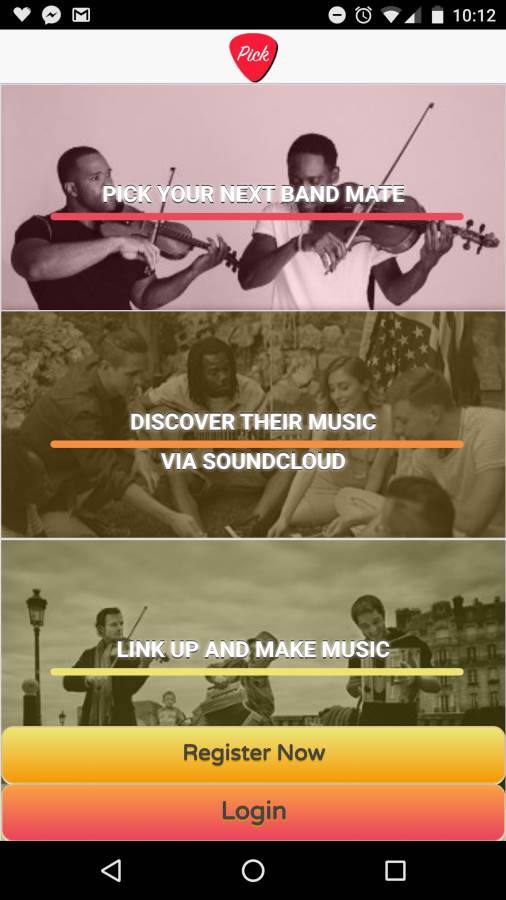 10:12
Pick
PICK YOUR NEXT BAND MATE
DISCOVER THEIR MUSIC
VIA SOUNDCLOUD
LINK UP AND MAKE MUSIC
Register Now
Login